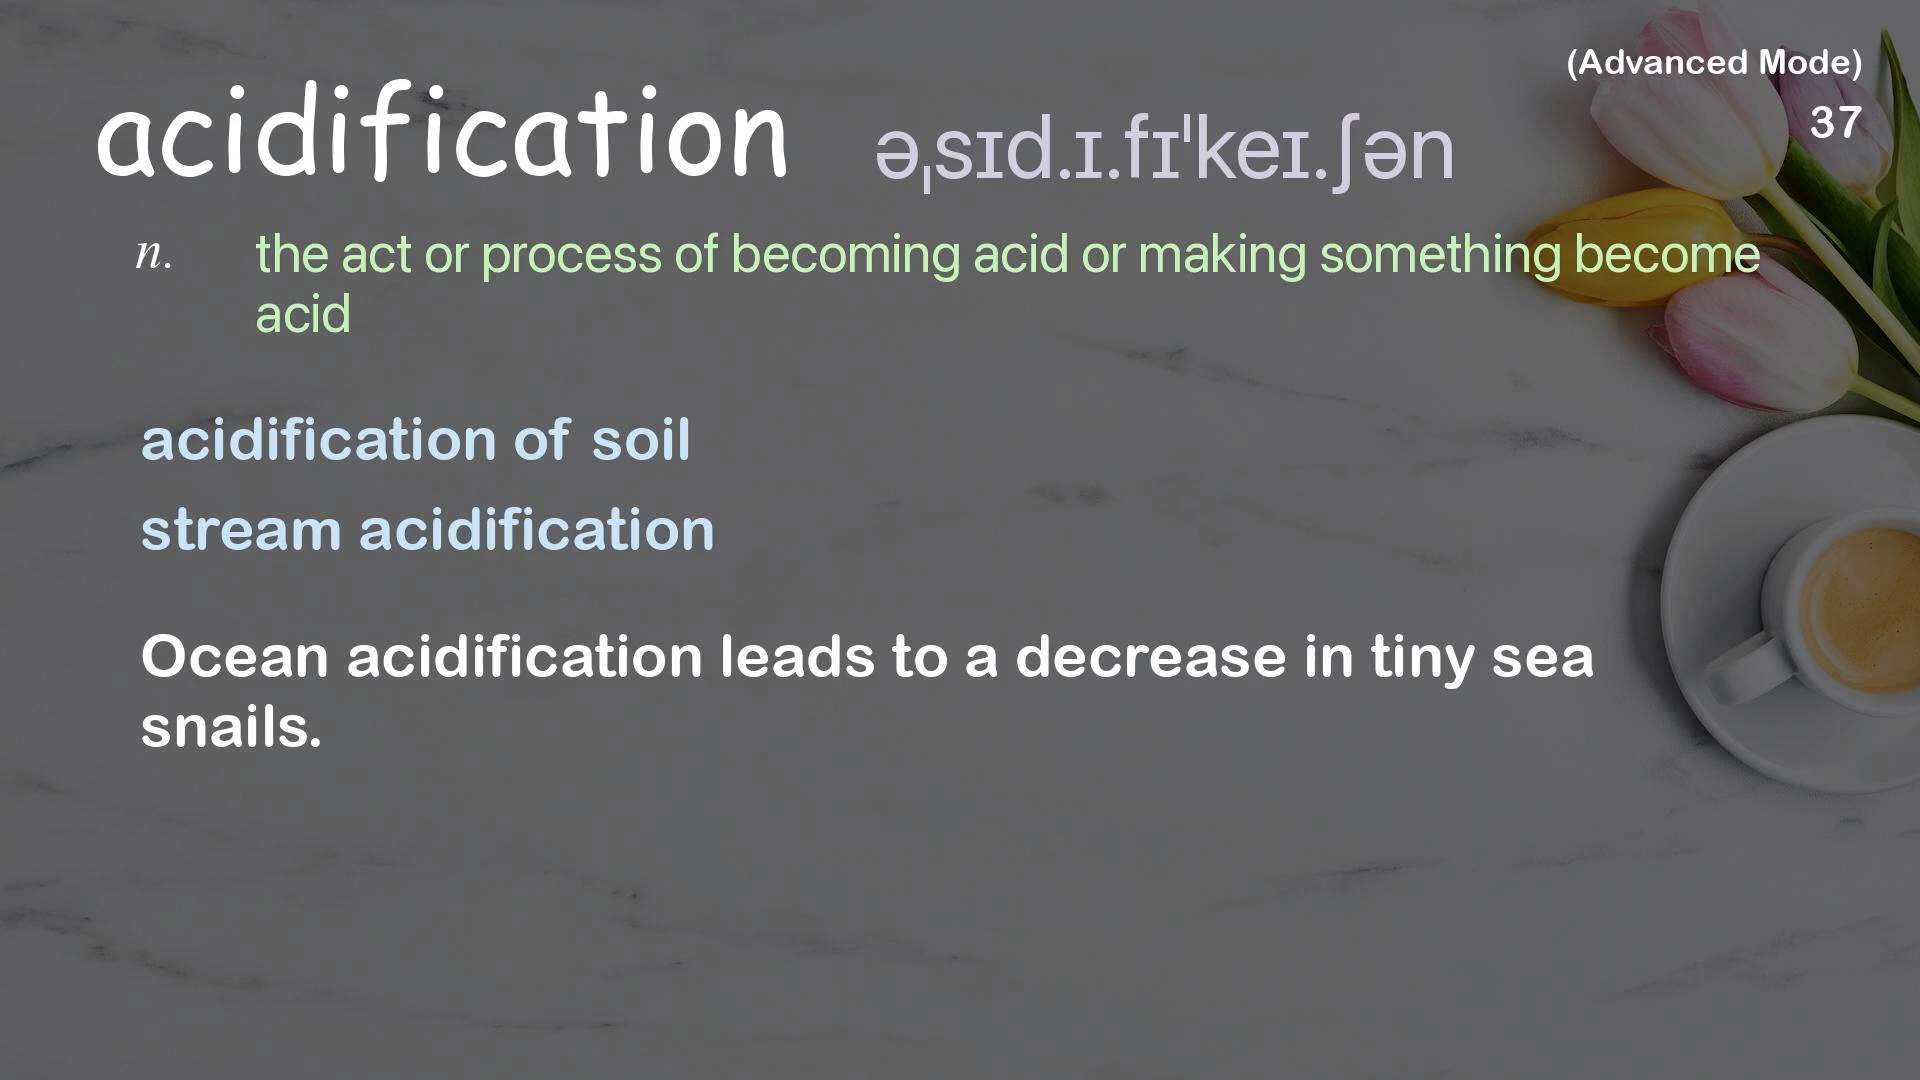 (Advanced Mode)
acidification əˌsɪd.ɪ.fɪˈkeɪ.ʃən
37
n. the act or process of becoming acid or making something become
acid
acidification of soil
stream acidification
Ocean acidification leads to a decrease in tiny sea
snails.